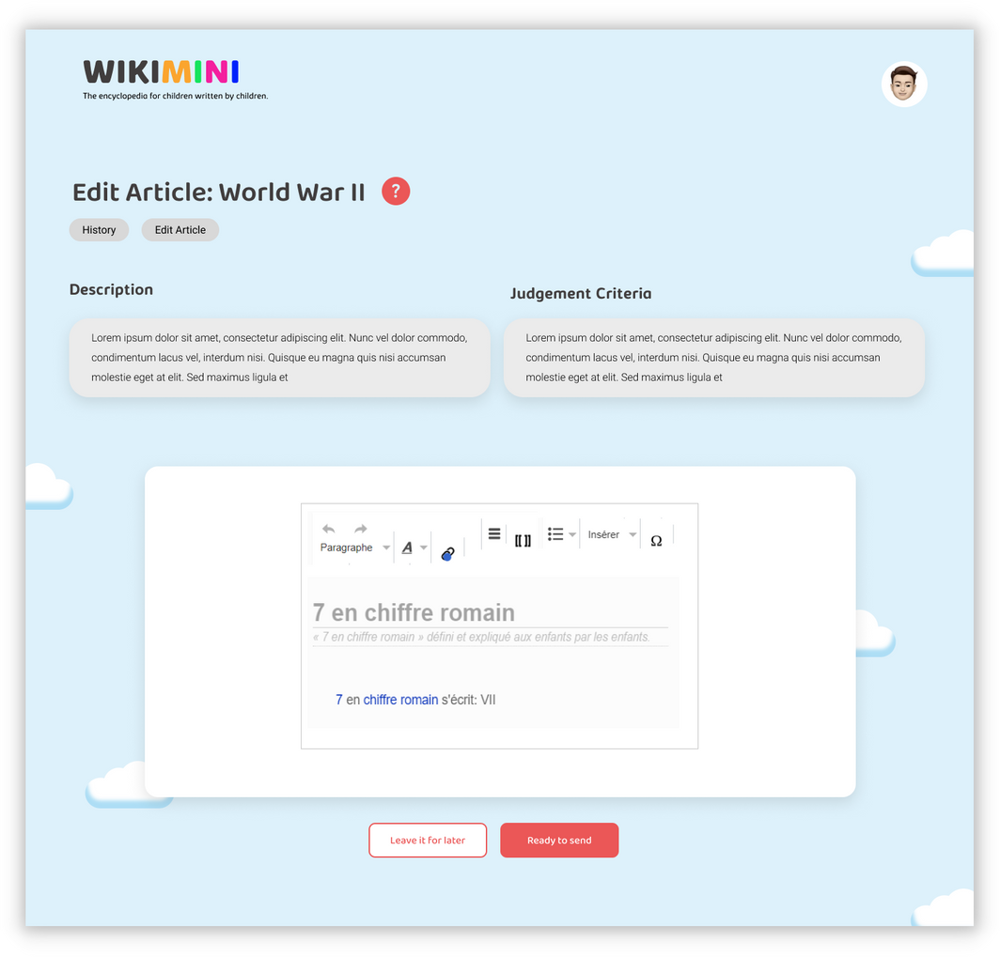 WIKIMINI
The encyclopedia for children written by children.
Edit Article: World War II ?
History Edit Article
Description
Lorem ipsum dolor sit amet, consectetur adipiscing elit. Nunc vel dolor commodo,
condimentum lacus vel, interdum nisi. Quisque eu magna quis nisi accumsan
molestie eget at elit. Sed maximus ligula et
Judgement Criteria
Lorem ipsum dolor sit amet, consectetur adipiscing elit. Nunc vel dolor commodo,
condimentum lacus vel, interdum nisi. Quisque eu magna quis nisi accumsan
molestie eget at elit. Sed maximus ligula et
Paragraphe A [[ ]] Insérer Ω
7 en chiffre romain
« 7 en chiffre romain » défini et expliqué aux enfants par les enfants.
7 en chiffre romain s'écrit: VII
Leave it for later Ready to send